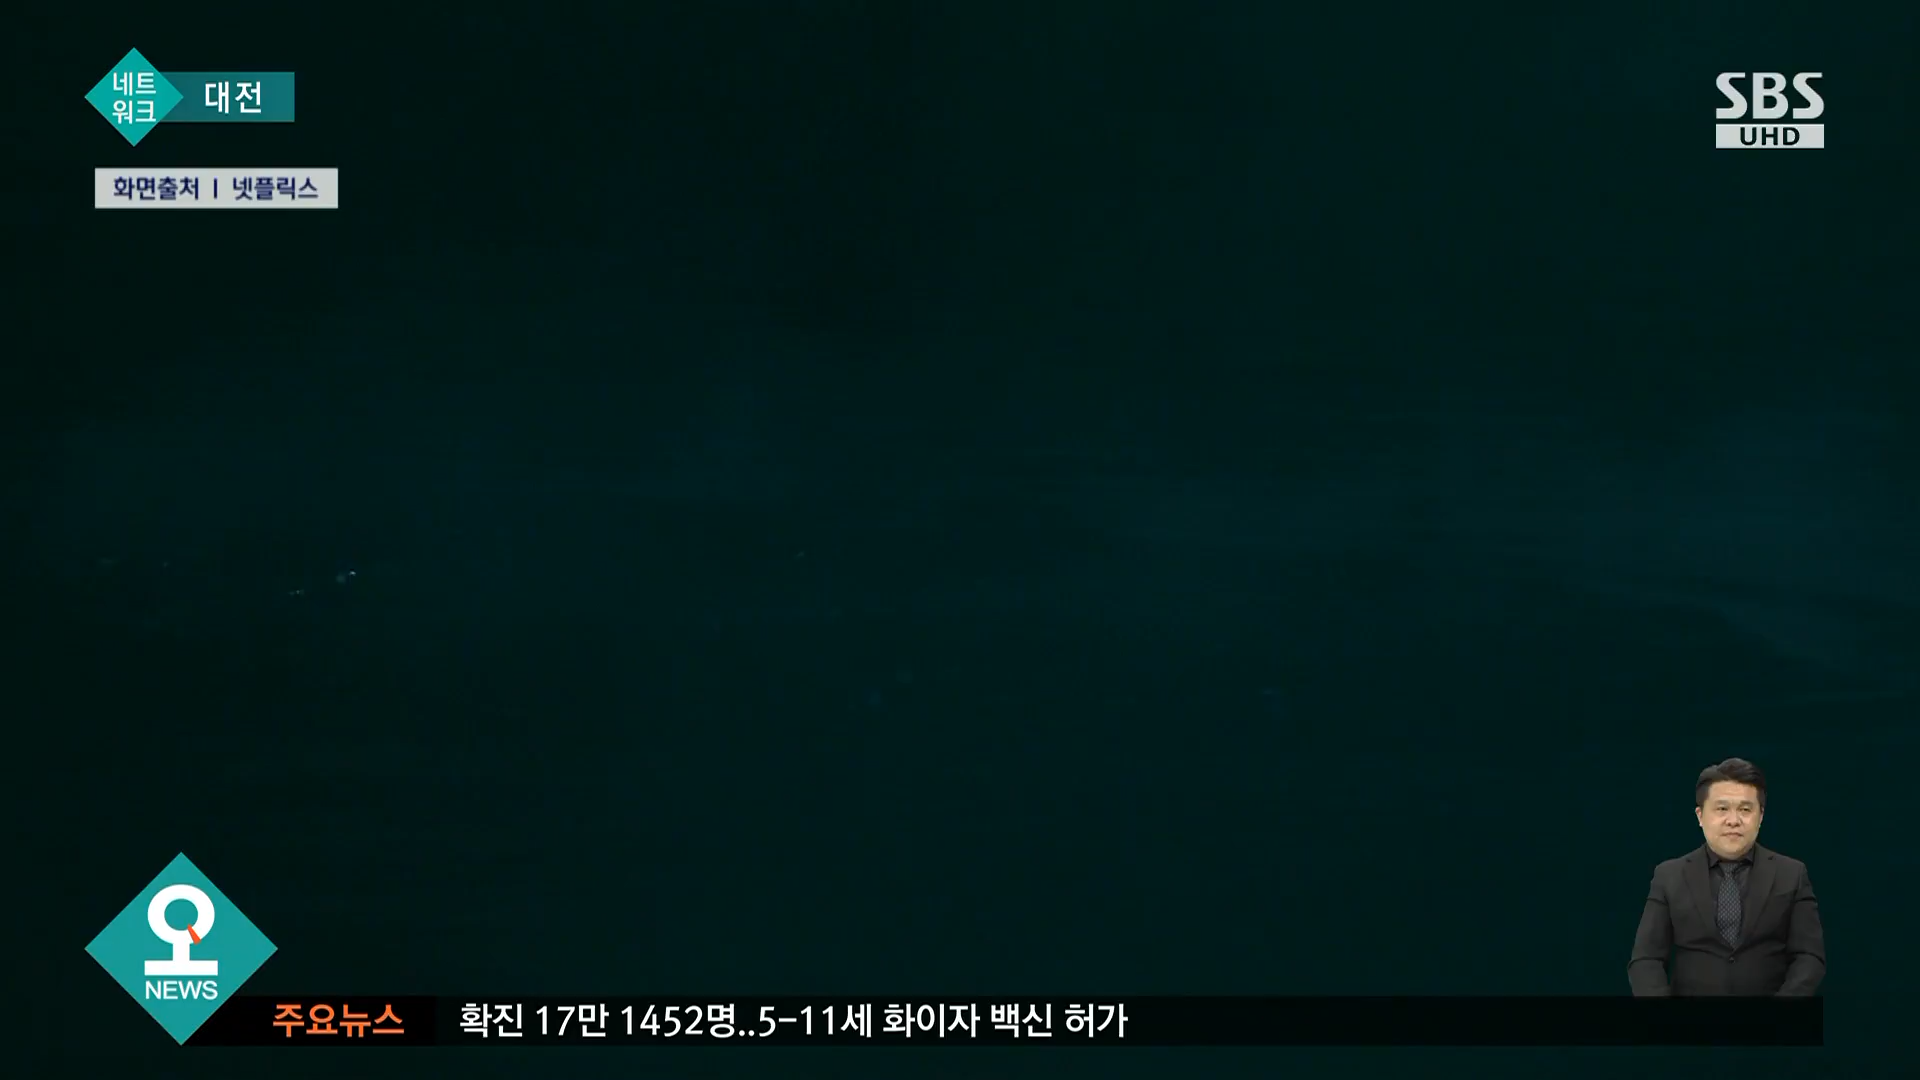 네트
워크
대전
SBS
UHD
화면출처 | 넷플릭스
오
NEWS
주요뉴스 확진 17만 1452명..5-11세 화이자 백신 허가